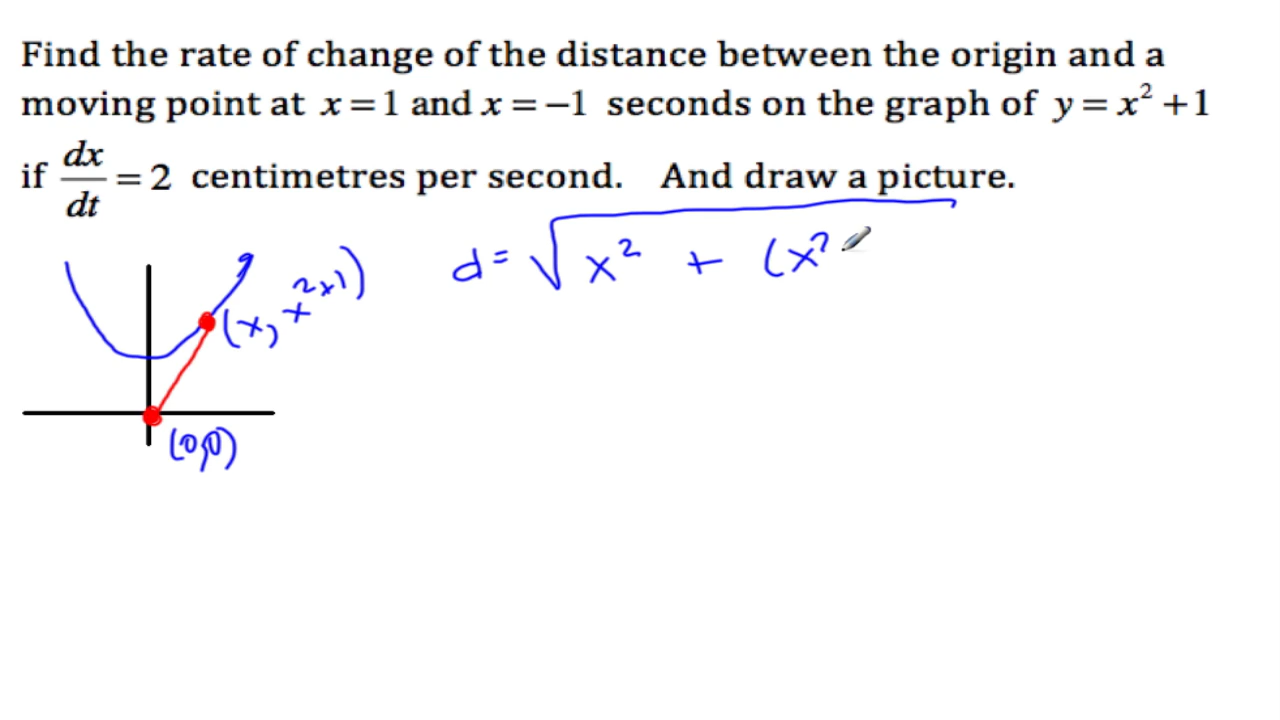 Find the rate of change of the distance between the origin and a
moving point at x = 1 and x = −1 seconds on the graph of y = x² + 1
if dx/dt = 2 centimetres per second. And draw a picture.
d = √x² + (x²
(x, x²+1)
(0,0)